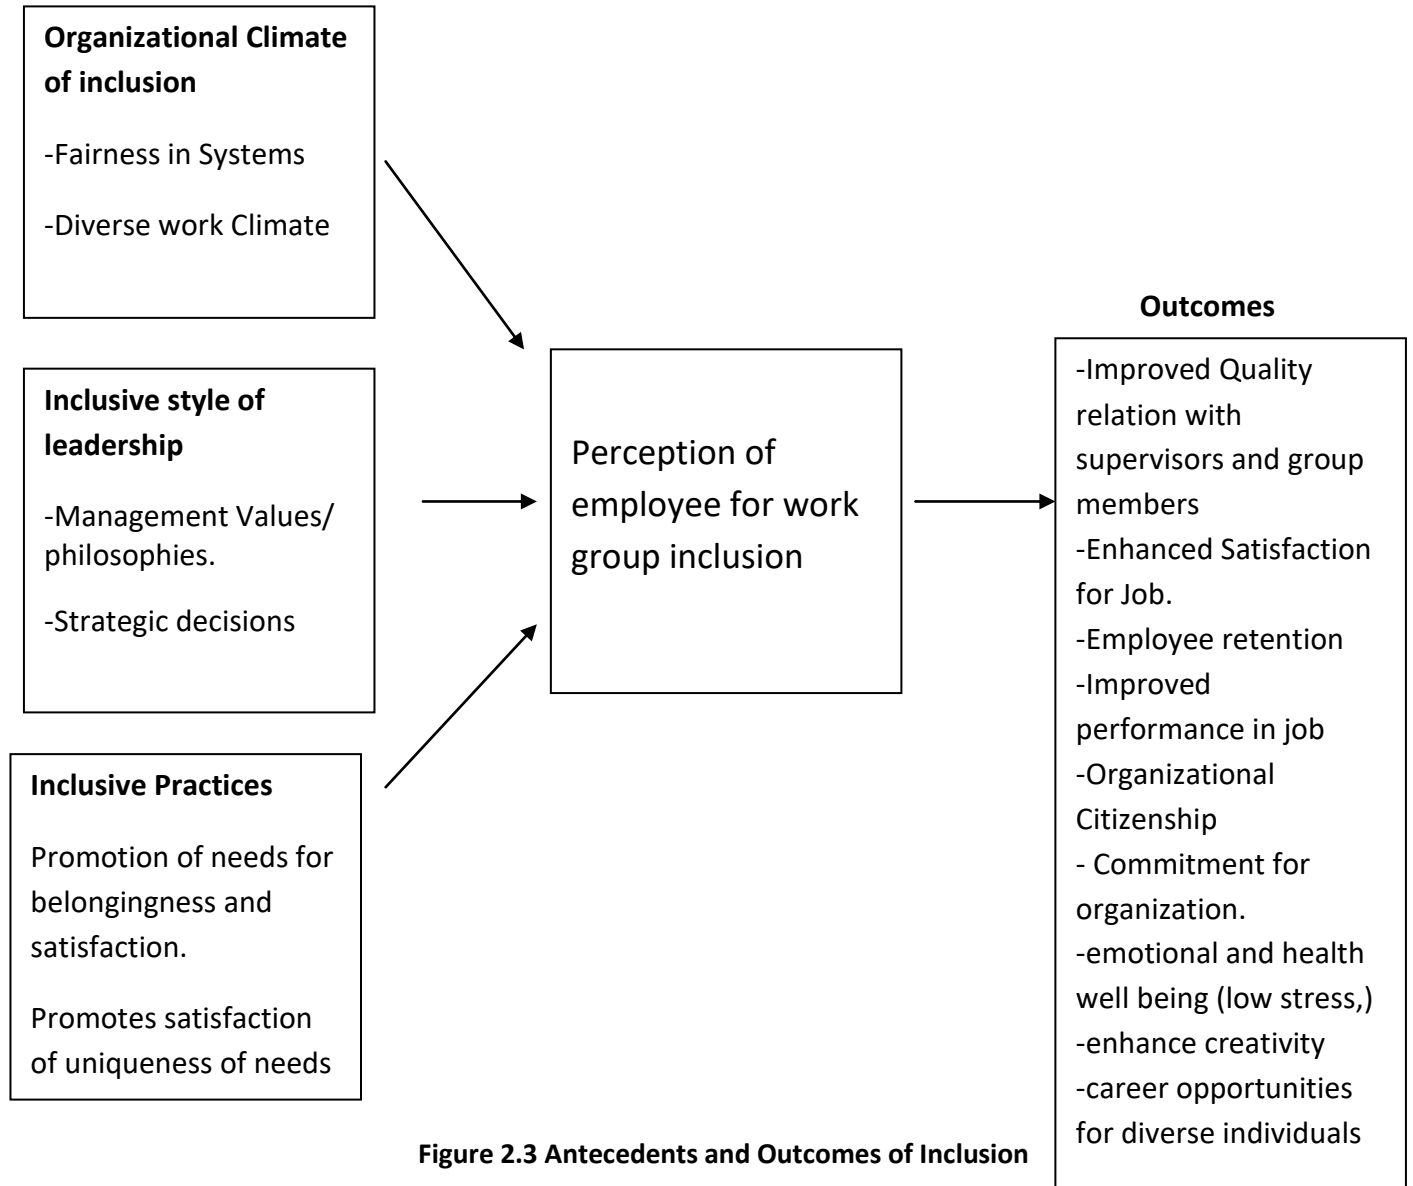 Organizational Climate
of inclusion
-Fairness in Systems
-Diverse work Climate
Inclusive style of
leadership
-Management Values/
philosophies.
-Strategic decisions
Inclusive Practices
Promotion of needs for
belongingness and
satisfaction.
Promotes satisfaction
of uniqueness of needs
Perception of
employee for work
group inclusion
Outcomes
-Improved Quality
relation with
supervisors and group
members
-Enhanced Satisfaction
for Job.
-Employee retention
-Improved
performance in job
-Organizational
Citizenship
- Commitment for
organization.
-emotional and health
well being (low stress,)
-enhance creativity
-career opportunities
for diverse individuals
Figure 2.3 Antecedents and Outcomes of Inclusion